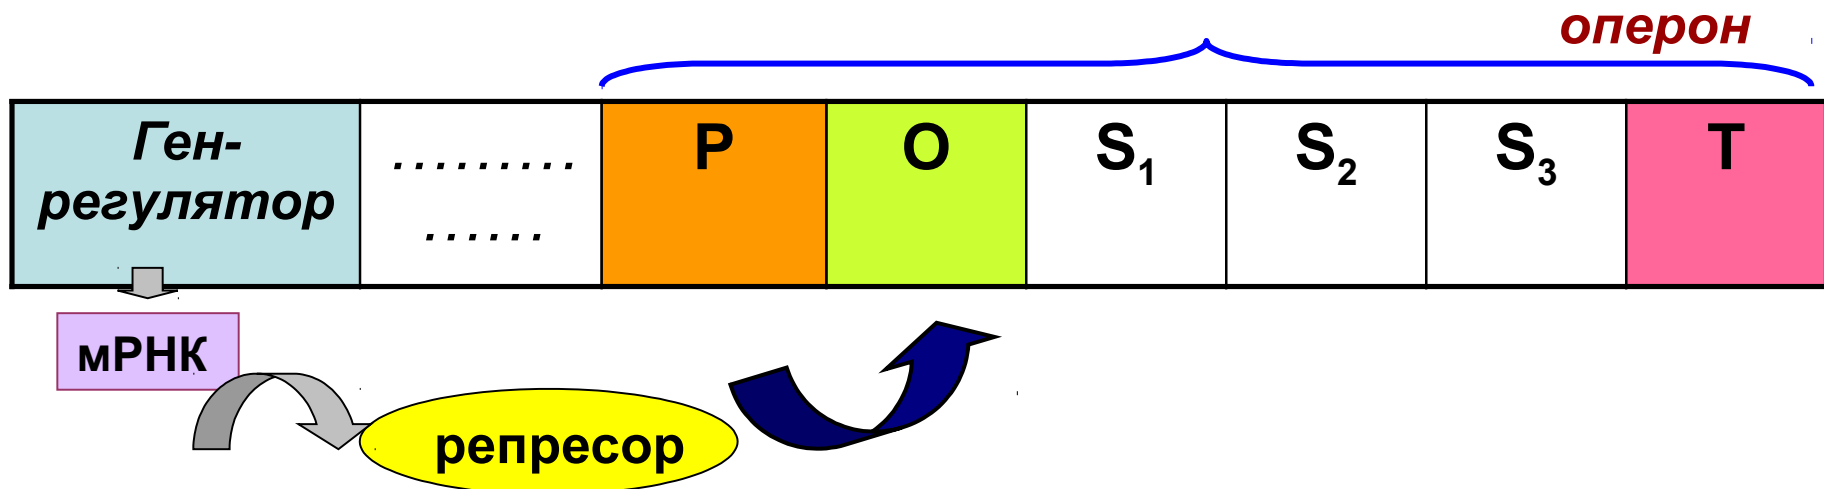 оперон
Ген-
регулятор
.........
......
P
O
S₁
S₂
S₃
T
мРНК
репресор